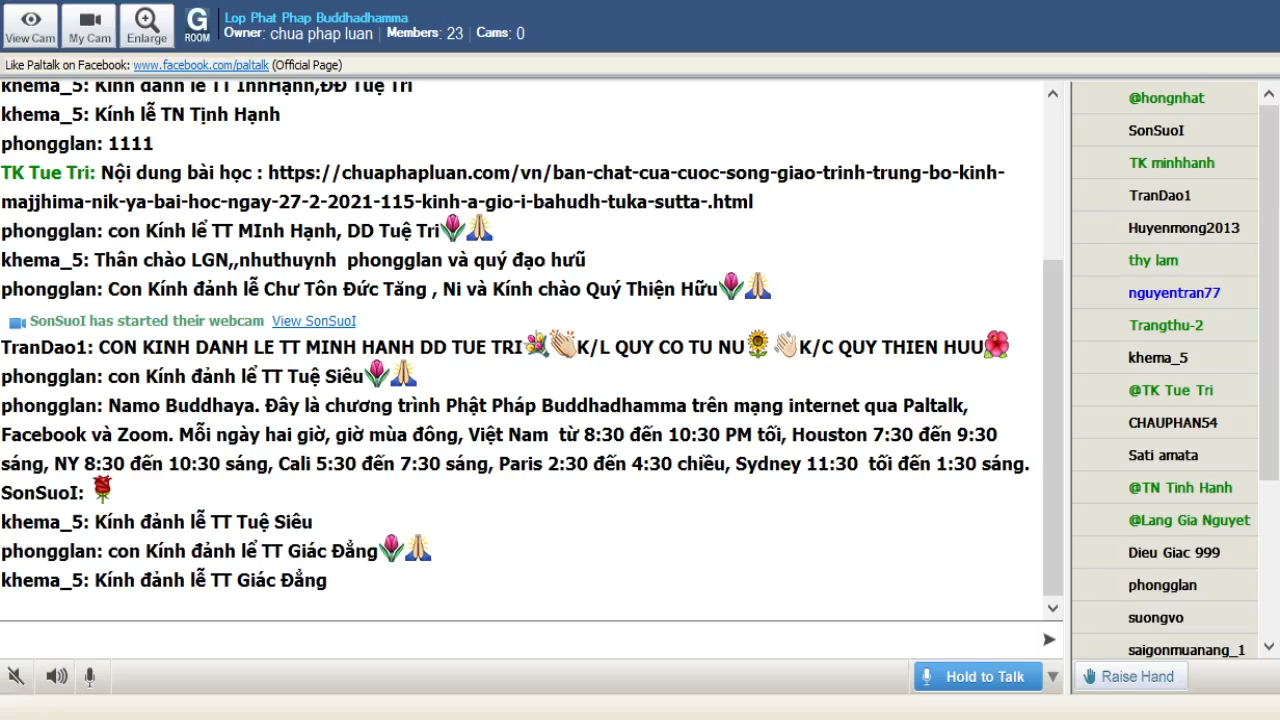 View Cam
My Cam
Enlarge
G
ROOM
Lop Phat Phap Buddhadhamma
Owner: chua phap luan | Members: 23 | Cams: 0
Like Paltalk on Facebook: www.facebook.com/paltalk (Official Page)
khema_5: Kính đảnh lễ TT InhHạnh,ĐĐ Tuệ Tri
khema_5: Kính lễ TN Tịnh Hạnh
phongglan: 1111
TK Tue Tri: Nội dung bài học : https://chuaphapluan.com/vn/ban-chat-cua-cuoc-song-giao-trinh-trung-bo-kinh-
majjhima-nik-ya-bai-hoc-ngay-27-2-2021-115-kinh-a-gio-i-bahudh-tuka-sutta-.html
phongglan: con Kính lể TT MInh Hạnh, DD Tuệ Tri🌷🙏
khema_5: Thân chào LGN,,nhuthuynh  phongglan và quý đạo hưũ
phongglan: Con Kính đảnh lễ Chư Tôn Đức Tăng , Ni và Kính chào Quý Thiện Hữu🌷🙏
SonSuoI has started their webcam  View SonSuoI
TranDao1: CON KINH DANH LE TT MINH HANH DD TUE TRI💐👏K/L QUY CO TU NU🌻👋K/C QUY THIEN HUU🌺
phongglan: con Kính đảnh lể TT Tuệ Siêu🌷🙏
phongglan: Namo Buddhaya. Đây là chương trình Phật Pháp Buddhadhamma trên mạng internet qua Paltalk,
Facebook và Zoom. Mỗi ngày hai giờ, giờ mùa đông, Việt Nam  từ 8:30 đến 10:30 PM tối, Houston 7:30 đến 9:30
sáng, NY 8:30 đến 10:30 sáng, Cali 5:30 đến 7:30 sáng, Paris 2:30 đến 4:30 chiều, Sydney 11:30  tối đến 1:30 sáng.
SonSuoI: 🌹
khema_5: Kính đảnh lễ TT Tuệ Siêu
phongglan: con Kính đảnh lể TT Giác Đẳng🌷🙏
khema_5: Kính đảnh lễ TT Giác Đẳng
@hongnhat
SonSuoI
TK minhhanh
TranDao1
Huyenmong2013
thy lam
nguyentran77
Trangthu-2
khema_5
@TK Tue Tri
CHAUPHAN54
Sati amata
@TN Tinh Hanh
@Lang Gia Nguyet
Dieu Giac 999
phongglan
suongvo
saigonmuanang_1
Hold to Talk
Raise Hand